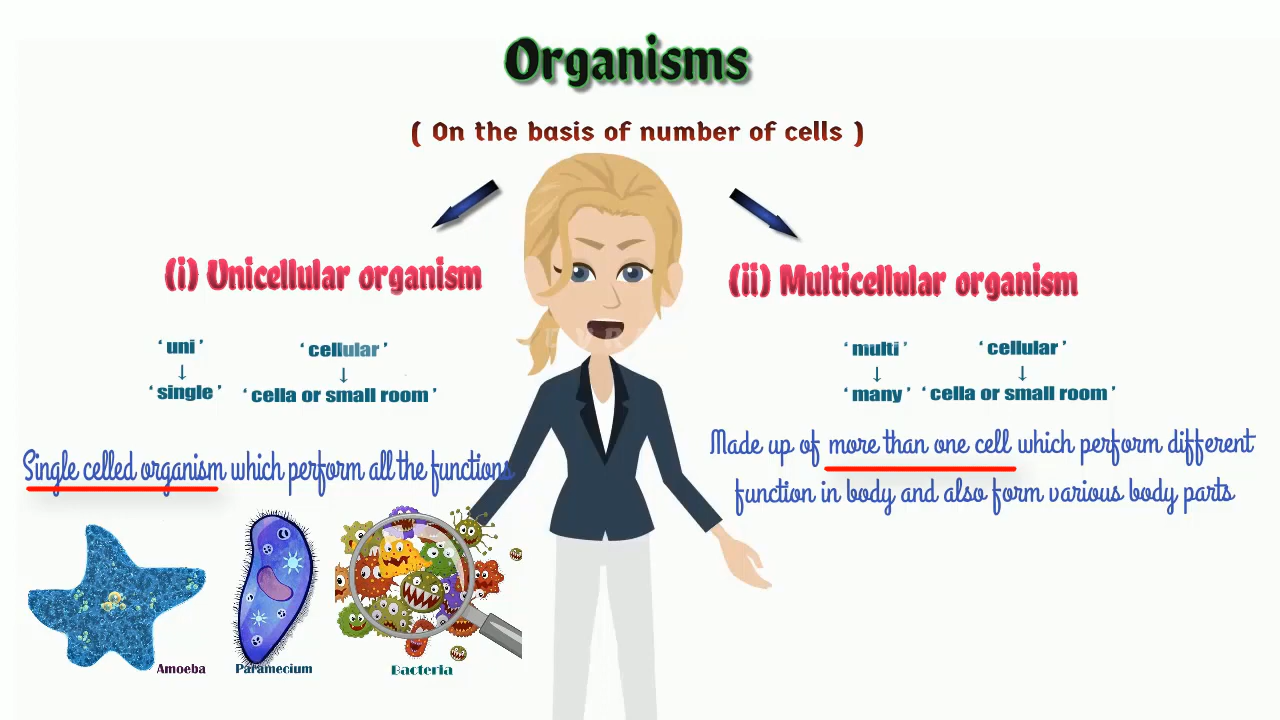 Organisms
( On the basis of number of cells )
(i) Unicellular organism
(ii) Multicellular organism
‘ uni ’ ‘ cellular ’
↓ ↓
‘ single ’ ‘ cella or small room ’
‘ multi ’ ‘ cellular ’
↓ ↓
‘ many ’ ‘ cella or small room ’
Single celled organism which perform all the functions
Made up of more than one cell which perform different
function in body and also form various body parts
Amoeba
Paramecium
Bacteria